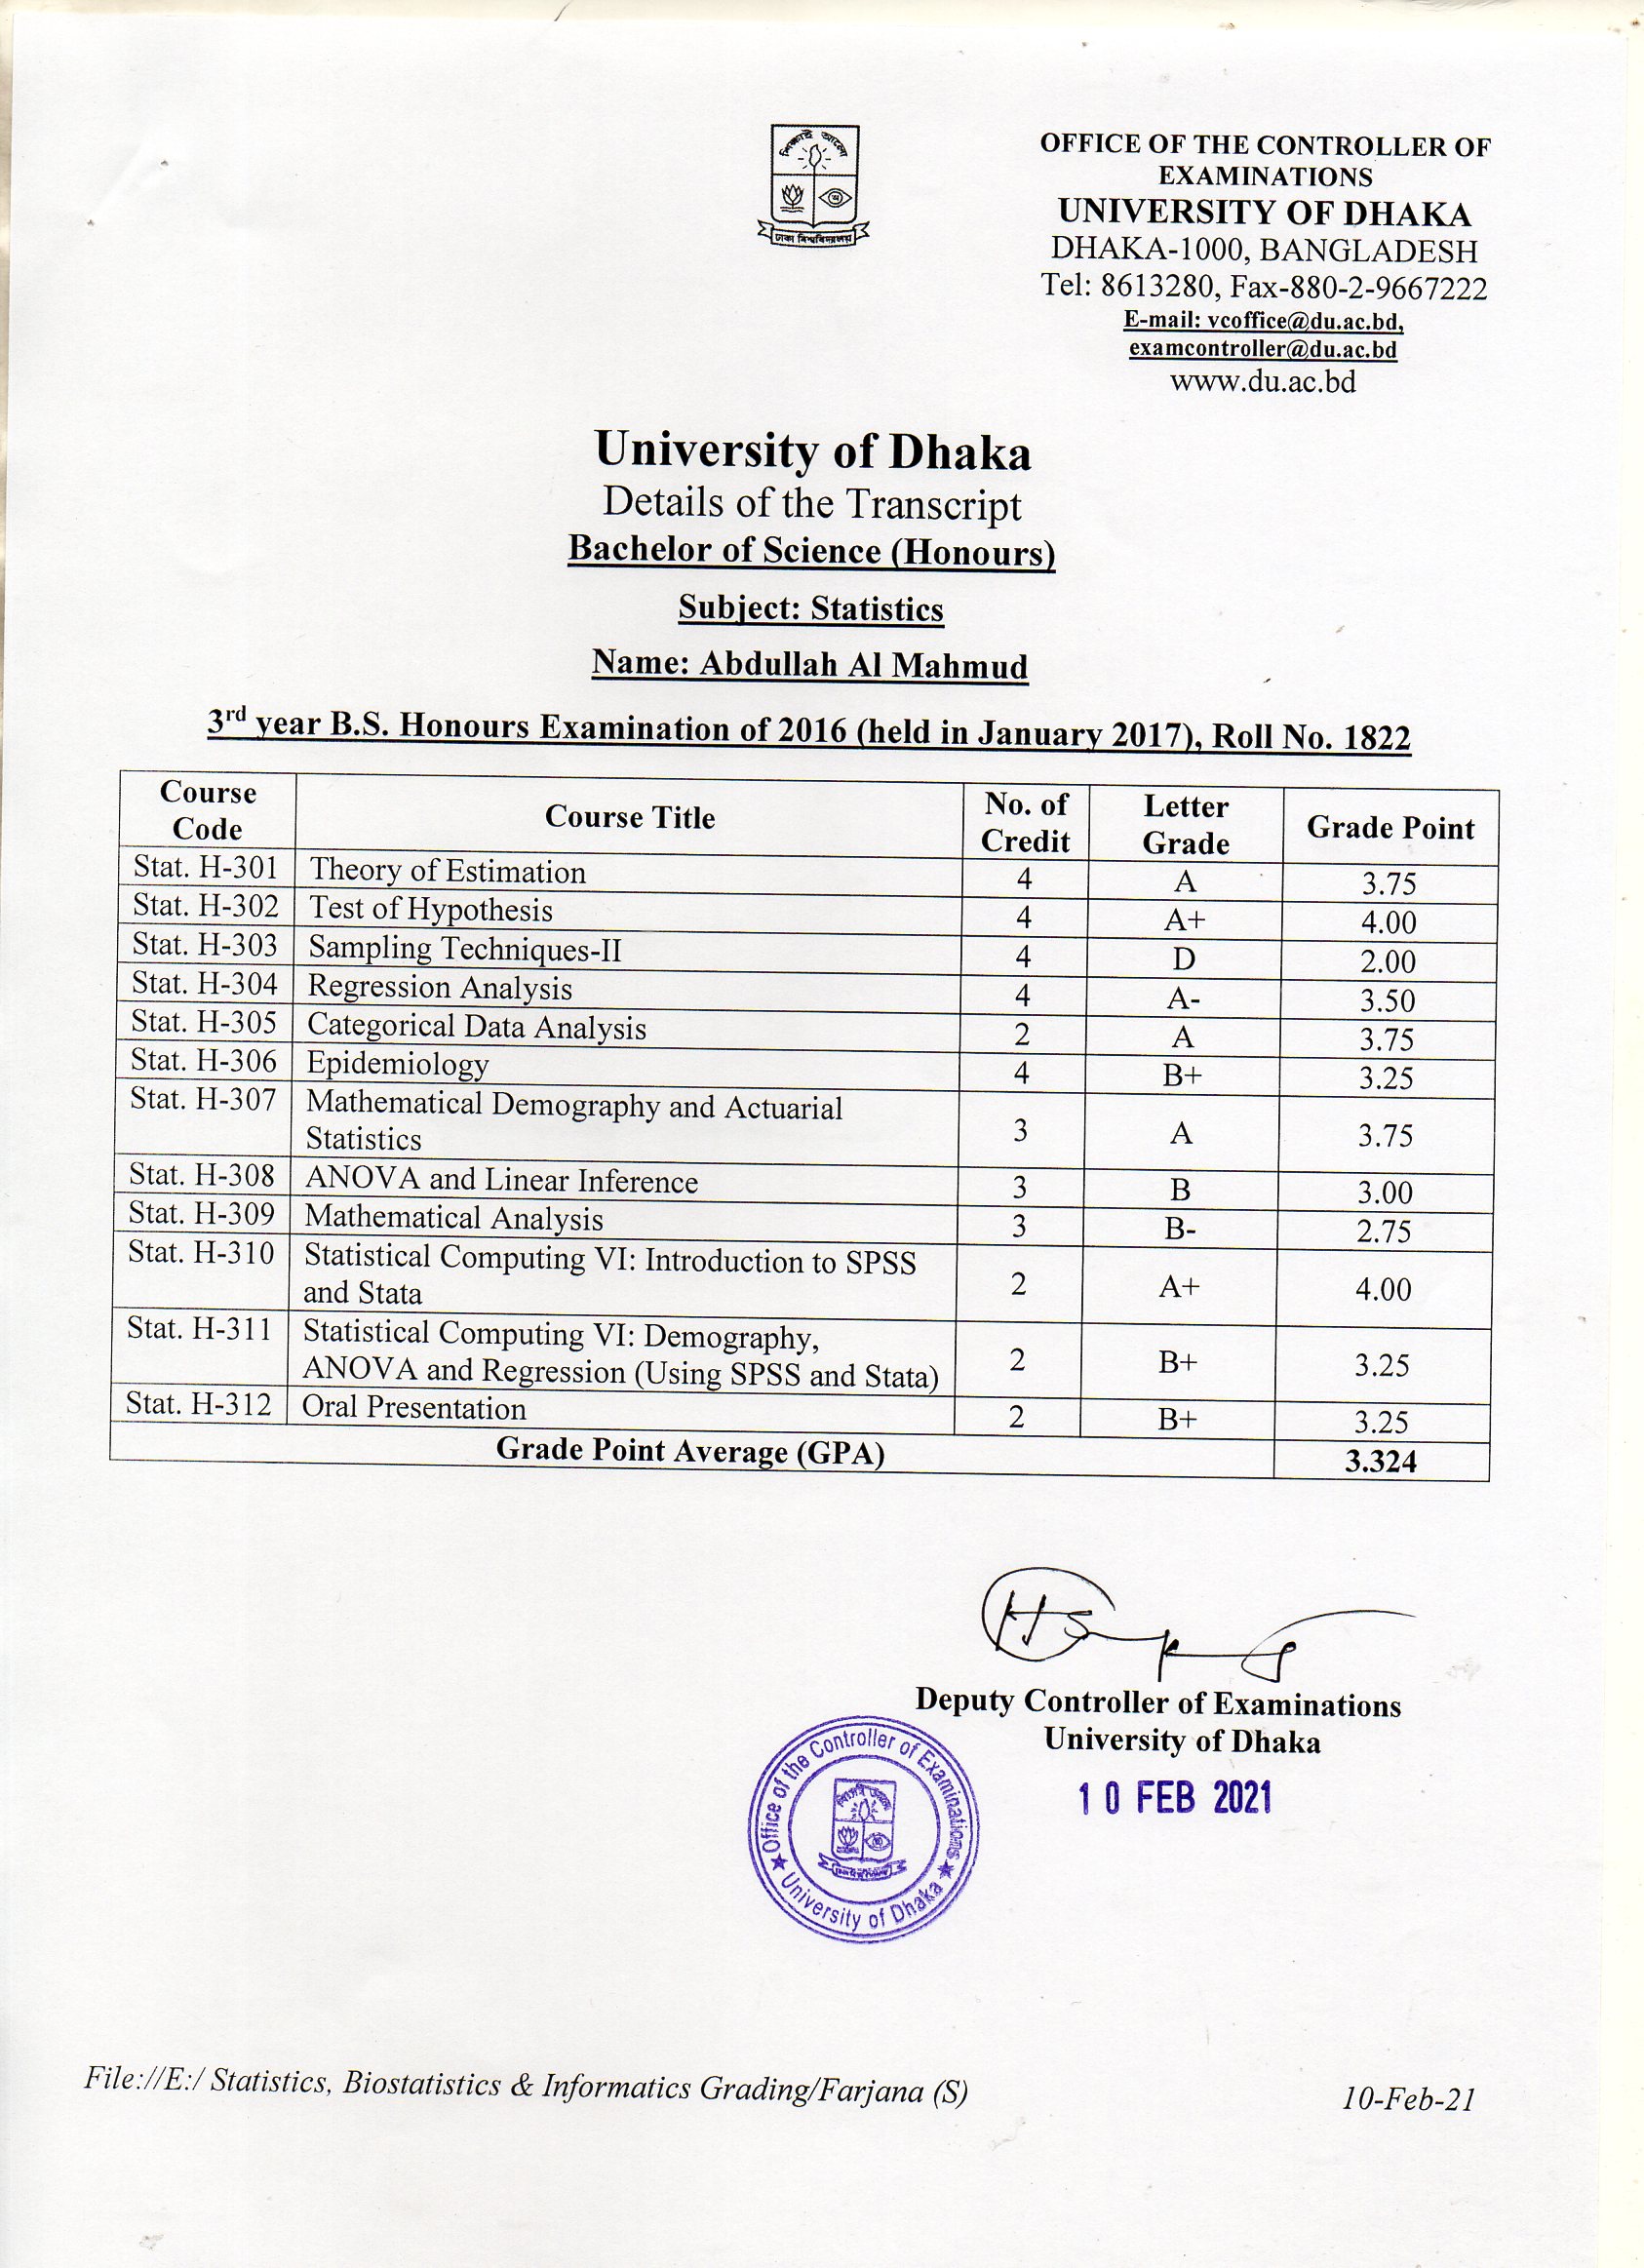 শিক্ষাই আলো
ঢাকা বিশ্ববিদ্যালয়
OFFICE OF THE CONTROLLER OF
EXAMINATIONS
UNIVERSITY OF DHAKA
DHAKA-1000, BANGLADESH
Tel: 8613280, Fax-880-2-9667222
E-mail: vcoffice@du.ac.bd,
examcontroller@du.ac.bd
www.du.ac.bd
University of Dhaka
Details of the Transcript
Bachelor of Science (Honours)
Subject: Statistics
Name: Abdullah Al Mahmud
3rd year B.S. Honours Examination of 2016 (held in January 2017), Roll No. 1822
Course Code Course Title No. of Credit Letter Grade Grade Point
Stat. H-301 Theory of Estimation 4 A 3.75
Stat. H-302 Test of Hypothesis 4 A+ 4.00
Stat. H-303 Sampling Techniques-II 4 D 2.00
Stat. H-304 Regression Analysis 4 A- 3.50
Stat. H-305 Categorical Data Analysis 2 A 3.75
Stat. H-306 Epidemiology 4 B+ 3.25
Stat. H-307 Mathematical Demography and Actuarial
Statistics 3 A 3.75
Stat. H-308 ANOVA and Linear Inference 3 B 3.00
Stat. H-309 Mathematical Analysis 3 B- 2.75
Stat. H-310 Statistical Computing VI: Introduction to SPSS
and Stata 2 A+ 4.00
Stat. H-311 Statistical Computing VI: Demography,
ANOVA and Regression (Using SPSS and Stata) 2 B+ 3.25
Stat. H-312 Oral Presentation 2 B+ 3.25
Grade Point Average (GPA) 3.324
Deputy Controller of Examinations
University of Dhaka
10 FEB 2021
Office of the Controller of Examinations
University of Dhaka
File://E:/ Statistics, Biostatistics & Informatics Grading/Farjana (S) 10-Feb-21